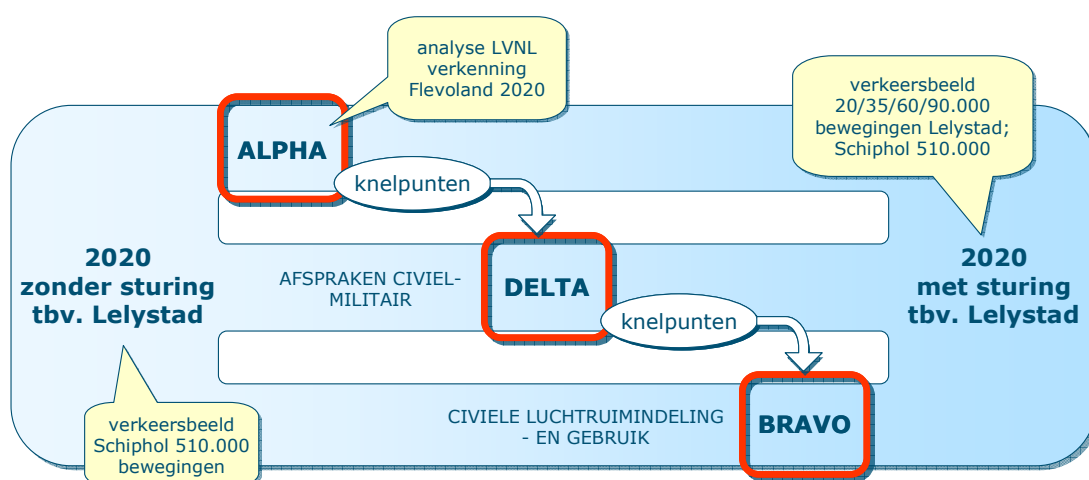 analyse LVNL
verkenning
Flevoland 2020
verkeersbeeld
20/35/60/90.000
bewegingen Lelystad;
Schiphol 510.000
ALPHA
knelpunten
2020
zonder sturing
tbv. Lelystad
AFSPRAKEN CIVIEL-
MILITAIR
DELTA
2020
met sturing
tbv. Lelystad
knelpunten
verkeersbeeld
Schiphol 510.000
bewegingen
CIVIELE LUCHTRUIMINDELING
- EN GEBRUIK
BRAVO